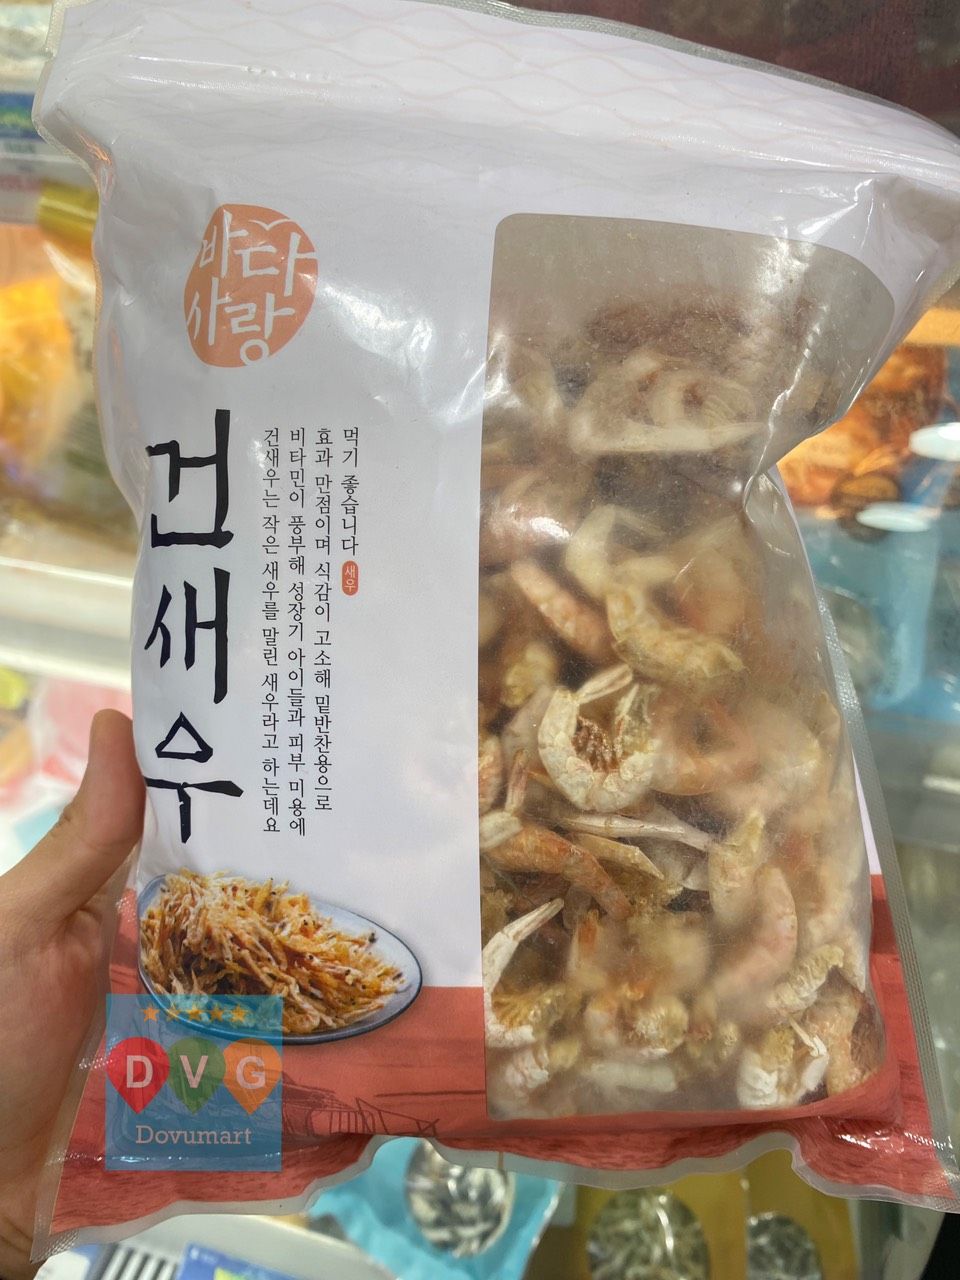 바다
사랑
건새우
건새우는 작은 새우를 말린 새우라고 하는데요
비타민이 풍부해 성장기 아이들과 피부 미용에
효과 만점이며 식감이 고소해 밑반찬용으로
먹기 좋습니다
새우
D V G
Dovumart